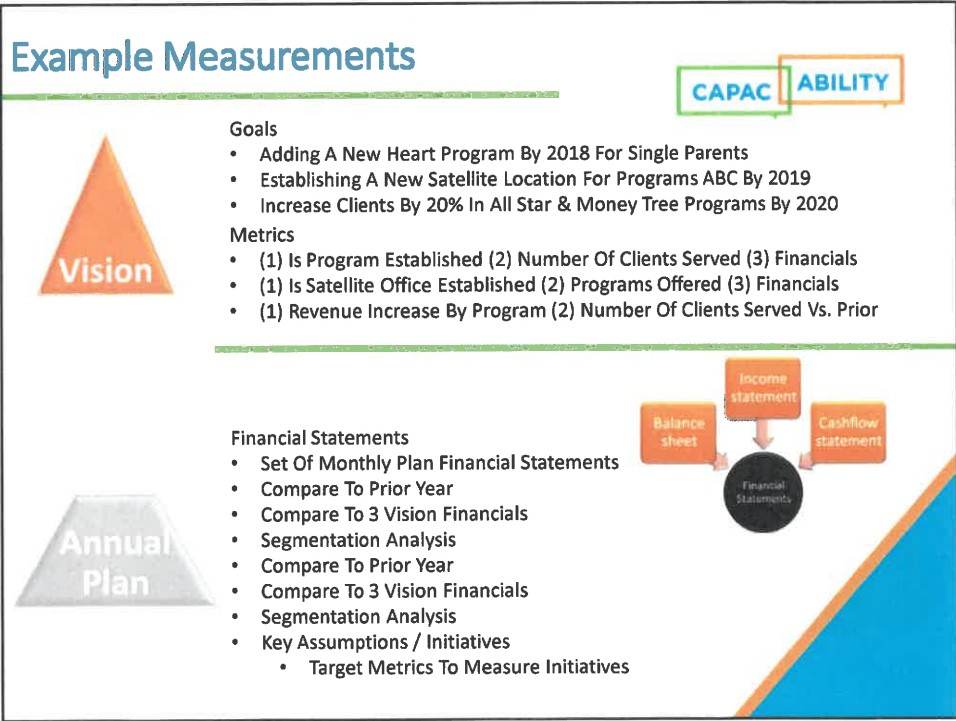 Example Measurements
CAPAC ABILITY
Goals
• Adding A New Heart Program By 2018 For Single Parents
• Establishing A New Satellite Location For Programs ABC By 2019
• Increase Clients By 20% In All Star & Money Tree Programs By 2020
Metrics
• (1) Is Program Established (2) Number Of Clients Served (3) Financials
• (1) Is Satellite Office Established (2) Programs Offered (3) Financials
• (1) Revenue Increase By Program (2) Number Of Clients Served Vs. Prior
Vision
Income
statement
Balance
sheet
Cashflow
statement
Financial
Statements
Financial Statements
• Set Of Monthly Plan Financial Statements
• Compare To Prior Year
• Compare To 3 Vision Financials
• Segmentation Analysis
• Compare To Prior Year
• Compare To 3 Vision Financials
• Segmentation Analysis
• Key Assumptions / Initiatives
• Target Metrics To Measure Initiatives
Annual
Plan